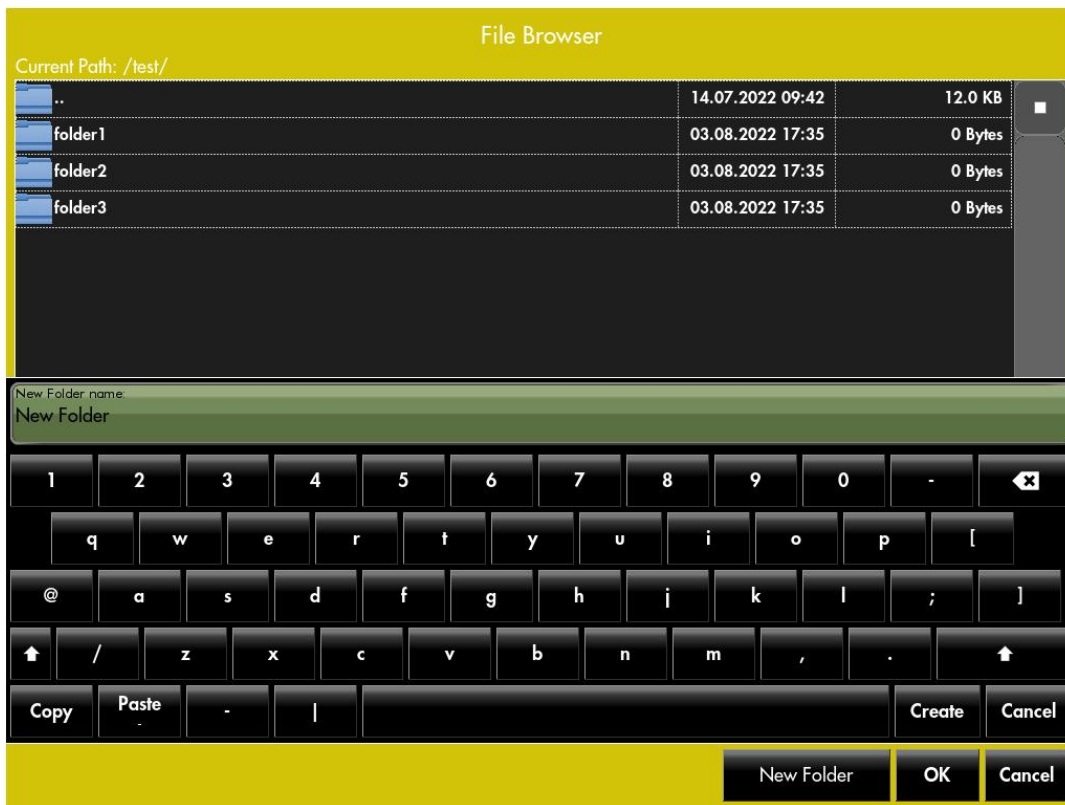 File Browser
Current Path: /test/
.. 14.07.2022 09:42 12.0 KB
folder1 03.08.2022 17:35 0 Bytes
folder2 03.08.2022 17:35 0 Bytes
folder3 03.08.2022 17:35 0 Bytes
New Folder name:
New Folder
1 2 3 4 5 6 7 8 9 0 -
q w e r t y u i o p [
@ a s d f g h j k l ; ]
/ z x c v b n m , .
Copy Paste - | Create Cancel
-
New Folder OK Cancel